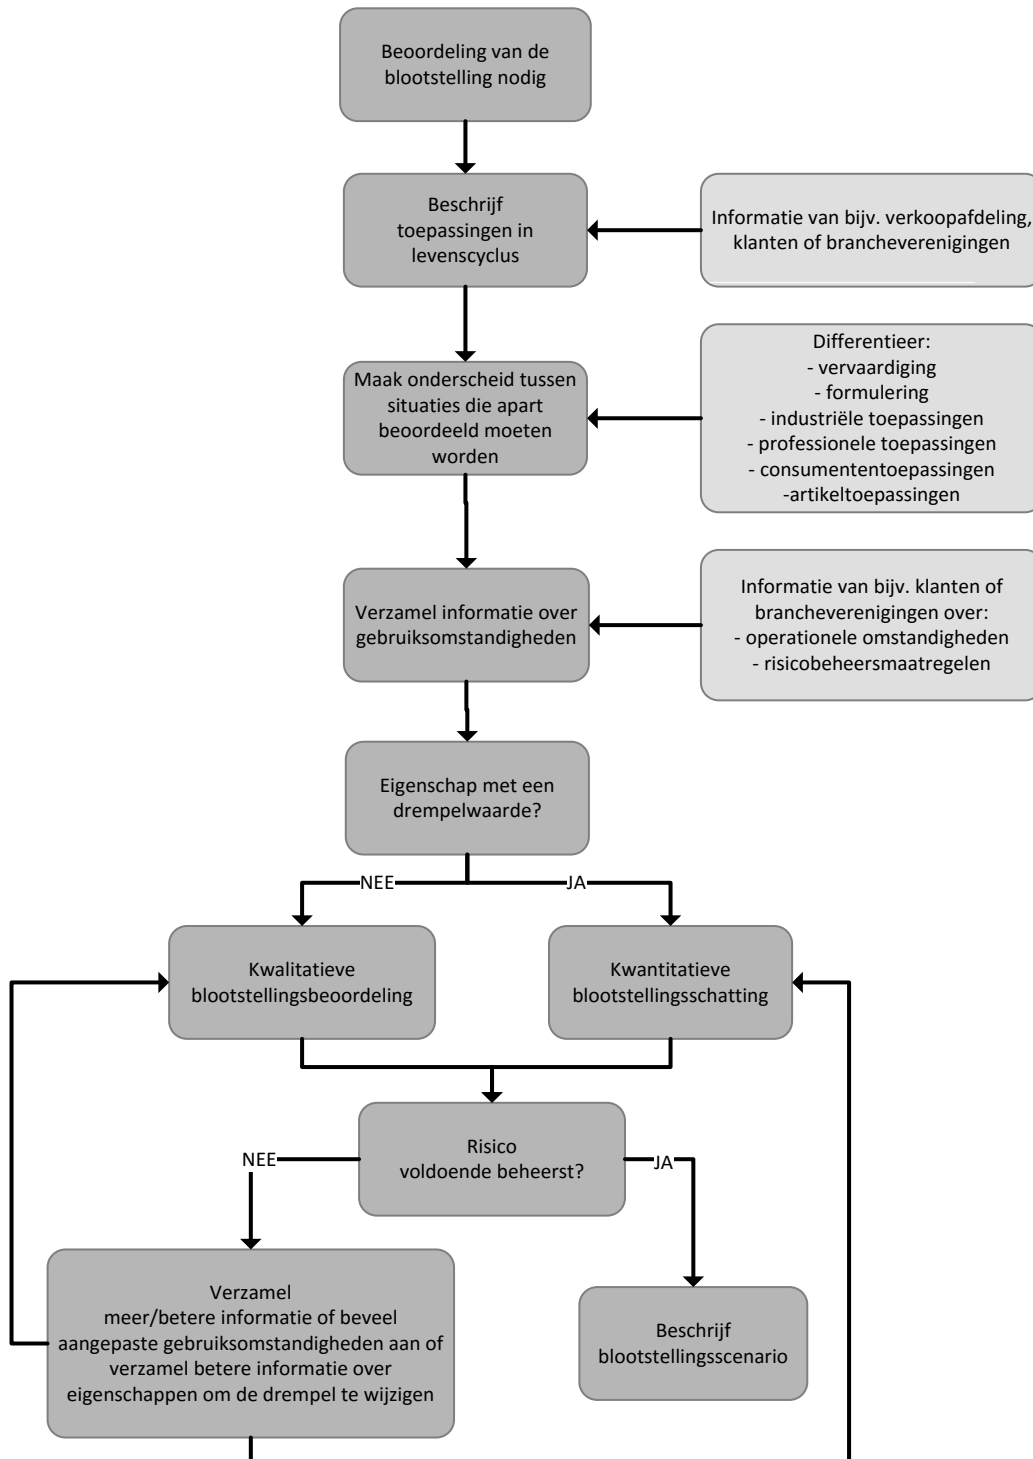 Beoordeling van de
blootstelling nodig
Beschrijf
toepassingen in
levenscyclus
Informatie van bijv. verkoopafdeling,
klanten of brancheverenigingen
Maak onderscheid tussen
situaties die apart
beoordeeld moeten
worden
Differentieer:
- vervaardiging
- formulering
- industriële toepassingen
- professionele toepassingen
- consumententoepassingen
-artikeltoepassingen
Verzamel informatie over
gebruiksomstandigheden
Informatie van bijv. klanten of
brancheverenigingen over:
- operationele omstandigheden
- risicobeheersmaatregelen
Eigenschap met een
drempelwaarde?
NEE
JA
Kwalitatieve
blootstellingsbeoordeling
Kwantitatieve
blootstellingsschatting
Risico
voldoende beheerst?
NEE
JA
Verzamel
meer/betere informatie of beveel
aangepaste gebruiksomstandigheden aan of
verzamel betere informatie over
eigenschappen om de drempel te wijzigen
Beschrijf
blootstellingsscenario